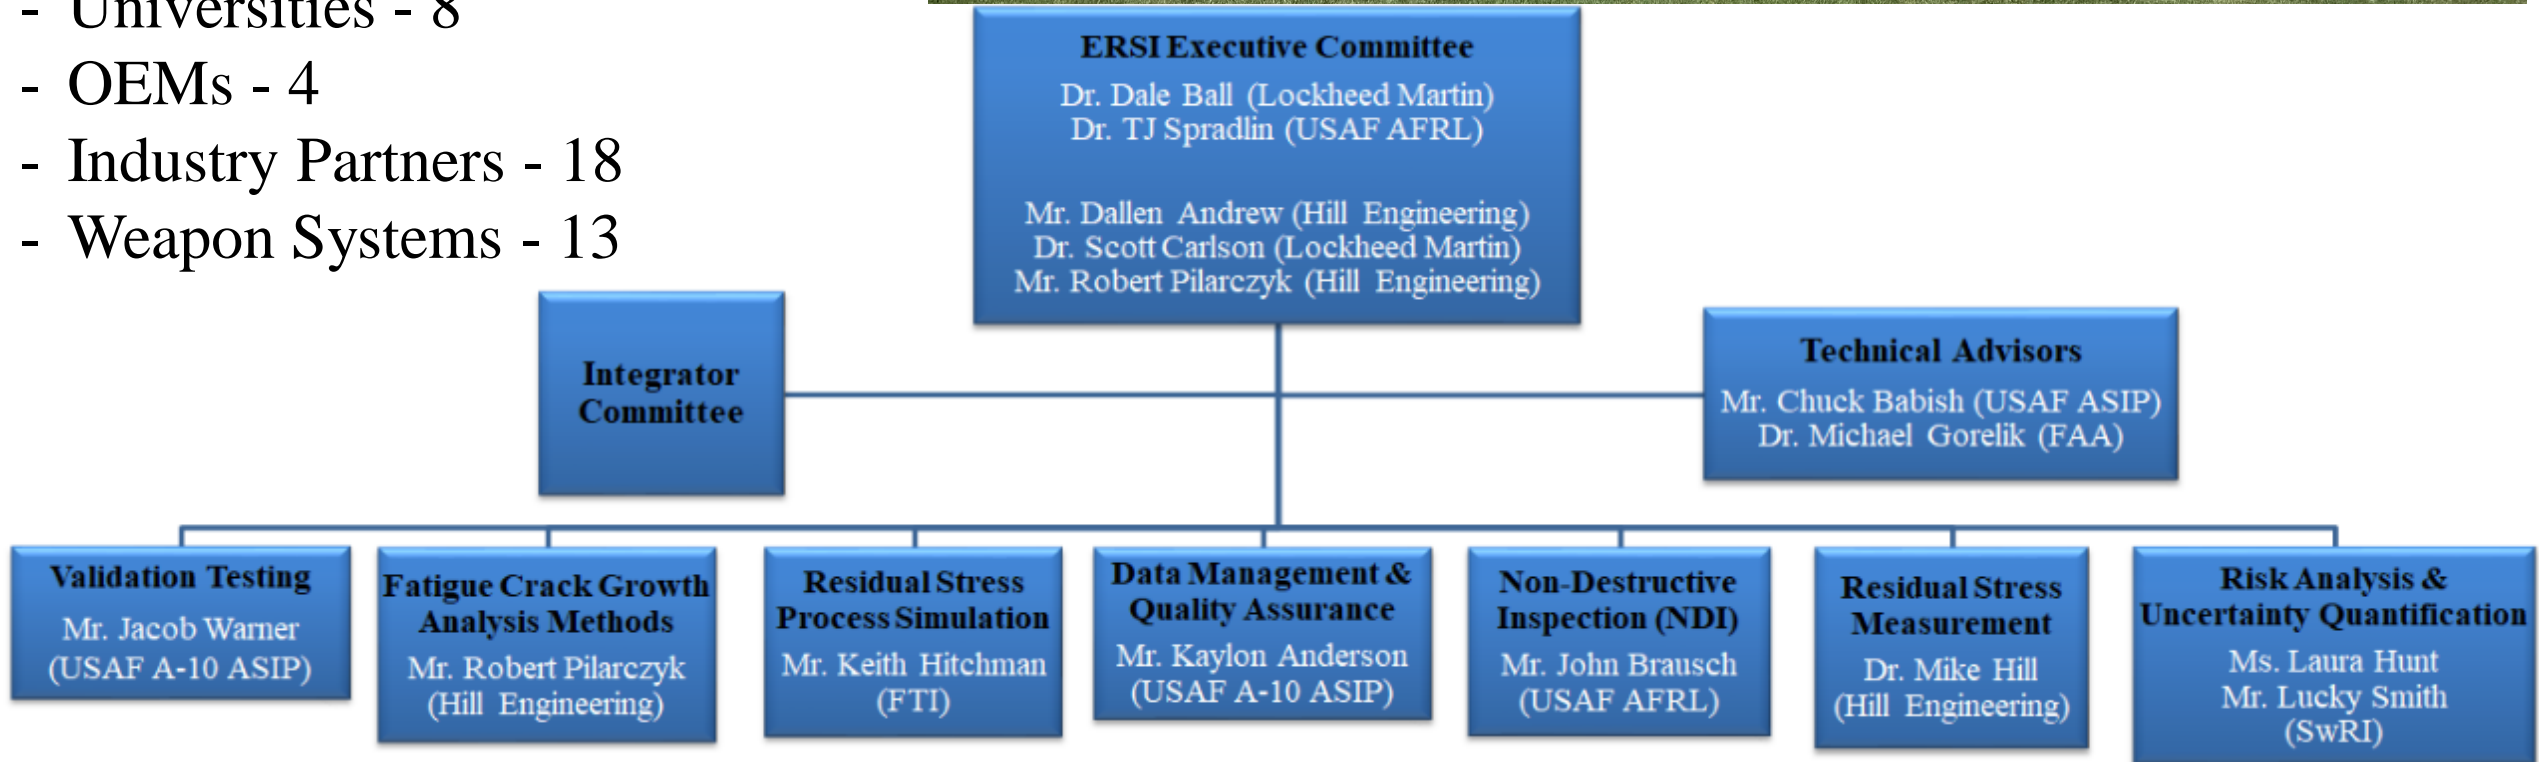 - Universities - 8
- OEMs - 4
- Industry Partners - 18
- Weapon Systems - 13
ERSI Executive Committee
Dr. Dale Ball (Lockheed Martin)
Dr. TJ Spradlin (USAF AFRL)
Mr. Dallen Andrew (Hill Engineering)
Dr. Scott Carlson (Lockheed Martin)
Mr. Robert Pilarczyk (Hill Engineering)
Integrator
Committee
Technical Advisors
Mr. Chuck Babish (USAF ASIP)
Dr. Michael Gorelik (FAA)
Validation Testing
Mr. Jacob Warner
(USAF A-10 ASIP)
Fatigue Crack Growth
Analysis Methods
Mr. Robert Pilarczyk
(Hill Engineering)
Residual Stress
Process Simulation
Mr. Keith Hitchman
(FTI)
Data Management &
Quality Assurance
Mr. Kaylon Anderson
(USAF A-10 ASIP)
Non-Destructive
Inspection (NDI)
Mr. John Brausch
(USAF AFRL)
Residual Stress
Measurement
Dr. Mike Hill
(Hill Engineering)
Risk Analysis &
Uncertainty Quantification
Ms. Laura Hunt
Mr. Lucky Smith
(SwRI)